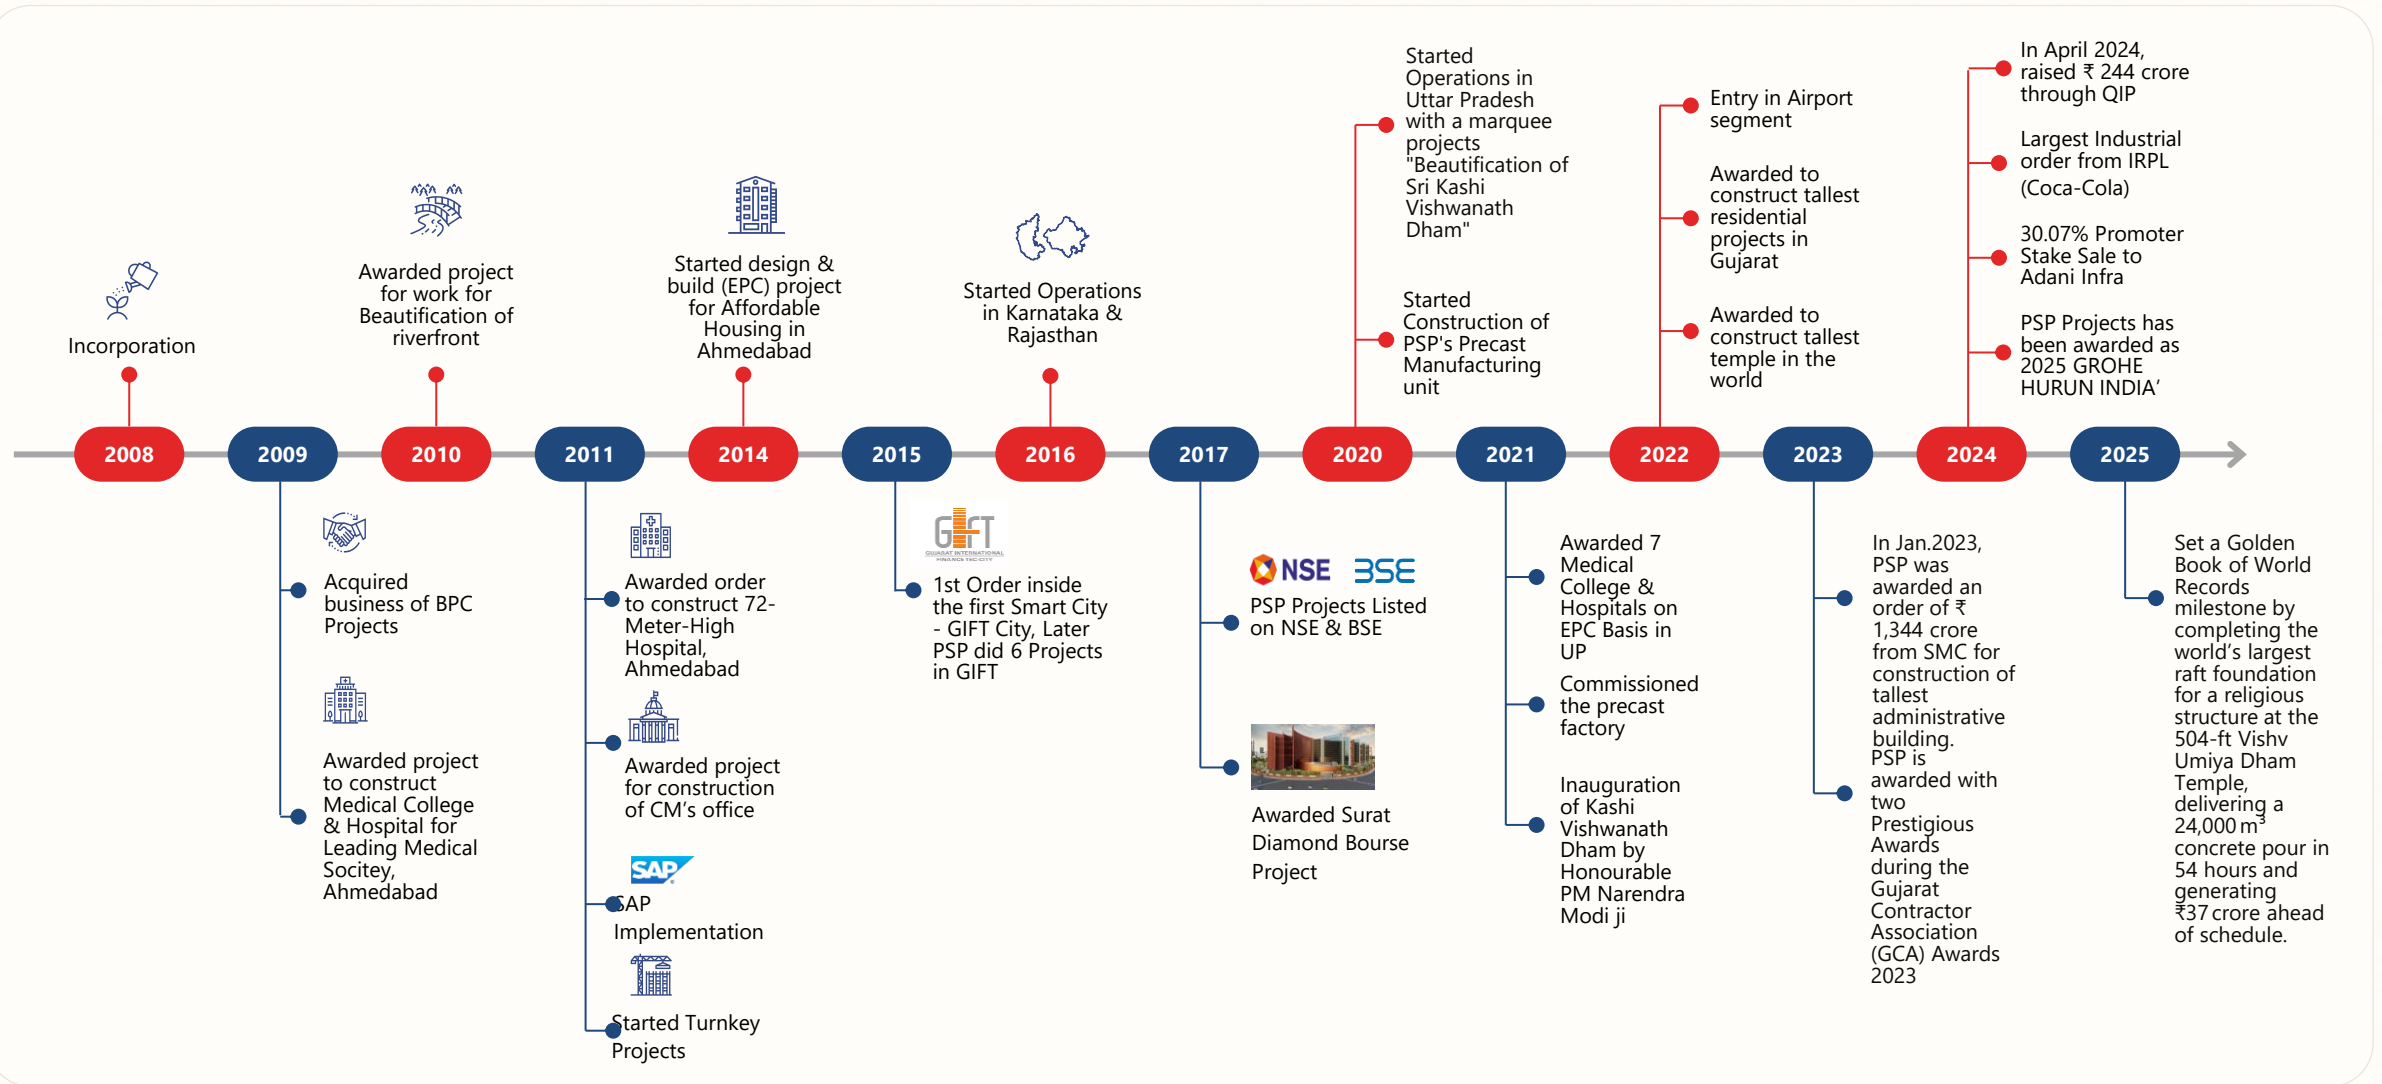 Incorporation
2008
2009
Acquired
business of BPC
Projects
Awarded project
to construct
Medical College
& Hospital for
Leading Medical
Socitey,
Ahmedabad
Awarded project
for work for
Beautification of
riverfront
2010
2011
Awarded order
to construct 72-
Meter-High
Hospital,
Ahmedabad
Awarded project
for construction
of CM’s office
SAP
SAP
Implementation
Started Turnkey
Projects
Started design &
build (EPC) project
for Affordable
Housing in
Ahmedabad
2014
2015
GIFT
GUJARAT INTERNATIONAL
FINANCE TEC-CITY
1st Order inside
the first Smart City
- GIFT City, Later
PSP did 6 Projects
in GIFT
Started Operations
in Karnataka &
Rajasthan
2016
2017
NSE BSE
PSP Projects Listed
on NSE & BSE
Awarded Surat
Diamond Bourse
Project
Started
Operations in
Uttar Pradesh
with a marquee
projects
"Beautification of
Sri Kashi
Vishwanath
Dham"
Started
Construction of
PSP's Precast
Manufacturing
unit
2020
2021
Awarded 7
Medical
College &
Hospitals on
EPC Basis in
UP
Commissioned
the precast
factory
Inauguration
of Kashi
Vishwanath
Dham by
Honourable
PM Narendra
Modi ji
Entry in Airport
segment
Awarded to
construct tallest
residential
projects in
Gujarat
Awarded to
construct tallest
temple in the
world
2022
2023
In Jan.2023,
PSP was
awarded an
order of ₹
1,344 crore
from SMC for
construction of
tallest
administrative
building.
PSP is
awarded with
two
Prestigious
Awards
during the
Gujarat
Contractor
Association
(GCA) Awards
2023
In April 2024,
raised ₹ 244 crore
through QIP
Largest Industrial
order from IRPL
(Coca-Cola)
30.07% Promoter
Stake Sale to
Adani Infra
PSP Projects has
been awarded as
2025 GROHE
HURUN INDIA’
2024
2025
Set a Golden
Book of World
Records
milestone by
completing the
world’s largest
raft foundation
for a religious
structure at the
504-ft Vishv
Umiya Dham
Temple,
delivering a
24,000 m³
concrete pour in
54 hours and
generating
₹37 crore ahead
of schedule.